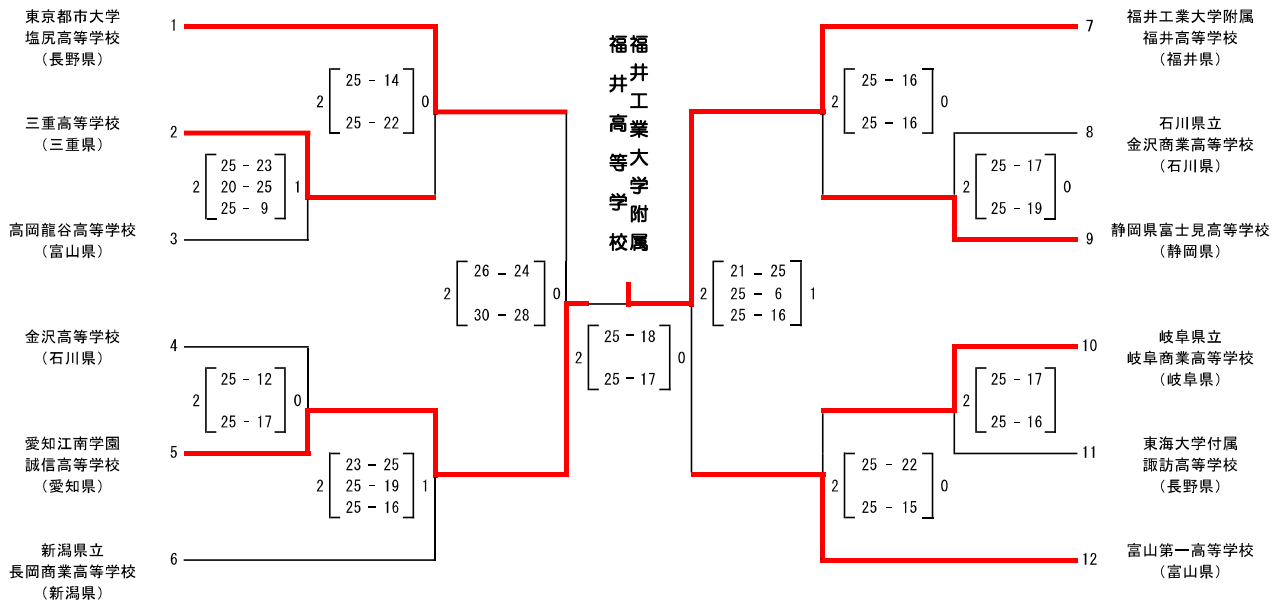 東京都市大学
塩尻高等学校
（長野県）
1
三重高等学校
（三重県）
2
高岡龍谷高等学校
（富山県）
3
金沢高等学校
（石川県）
4
愛知江南学園
誠信高等学校
（愛知県）
5
新潟県立
長岡商業高等学校
（新潟県）
6
2
25 － 14
25 － 22
0
2
25 － 23
20 － 25
25 － 9
1
2
26 － 24
30 － 28
0
2
25 － 12
25 － 17
0
2
23 － 25
25 － 19
25 － 16
1
福井工業大学附属
福井高等学校
2
25 － 18
25 － 17
0
2
25 － 16
25 － 16
0
2
25 － 17
25 － 19
0
2
21 － 25
25 － 6
25 － 16
1
2
25 － 17
25 － 16
0
2
25 － 22
25 － 15
0
7
福井工業大学附属
福井高等学校
（福井県）
8
石川県立
金沢商業高等学校
（石川県）
9
静岡県富士見高等学校
（静岡県）
10
岐阜県立
岐阜商業高等学校
（岐阜県）
11
東海大学付属
諏訪高等学校
（長野県）
12
富山第一高等学校
（富山県）